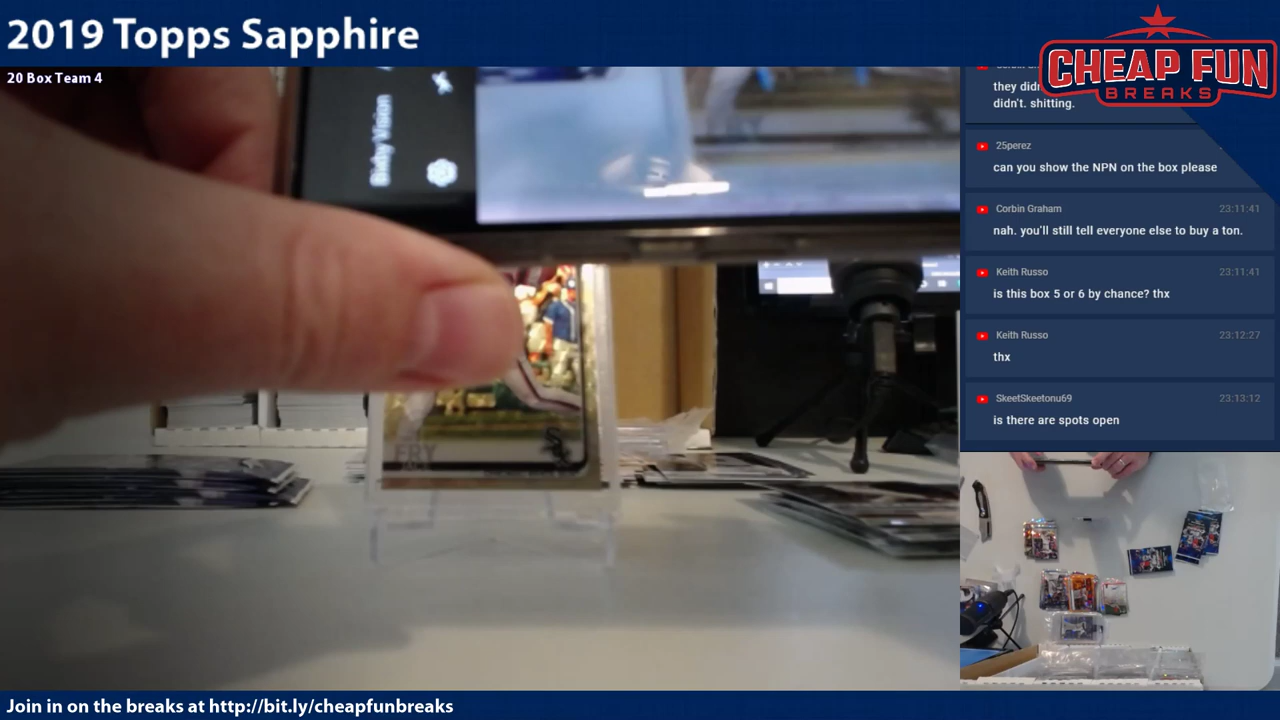 2019 Topps Sapphire
CHEAP FUN
BREAKS
20 Box Team 4
Bixby Vision
didn't. shitting.
25perez
can you show the NPN on the box please
Corbin Graham 23:11:41
nah. you'll still tell everyone else to buy a ton.
Keith Russo 23:11:41
is this box 5 or 6 by chance? thx
Keith Russo 23:12:27
thx
SkeetSkeetonu69 23:13:12
is there are spots open
FRY
Join in on the breaks at http://bit.ly/cheapfunbreaks